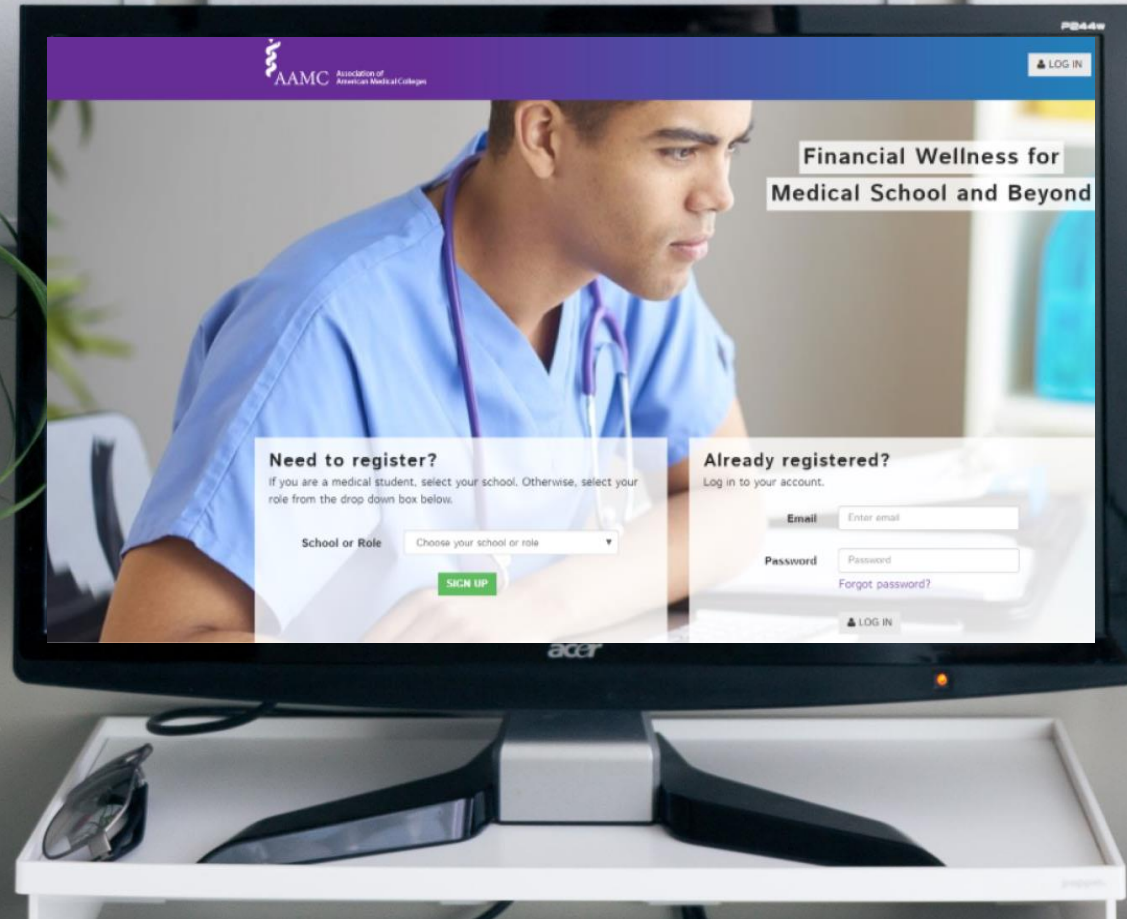 P244w
AAMC
Association of
American Medical Colleges
LOG IN
Financial Wellness for
Medical School and Beyond
Need to register?
If you are a medical student, select your school. Otherwise, select your
role from the drop down box below.
School or Role
Choose your school or role
SIGN UP
Already registered?
Log in to your account.
Email
Enter email
Password
Password
Forgot password?
LOG IN
acer